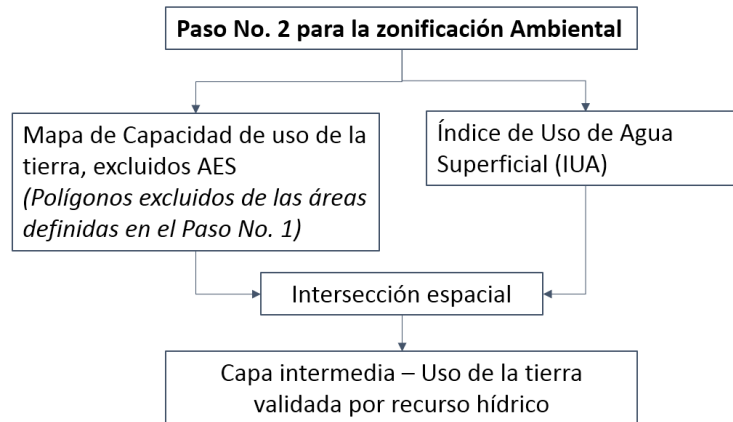 Paso No. 2 para la zonificación Ambiental
Mapa de Capacidad de uso de la
tierra, excluidos AES
(Polígonos excluidos de las áreas
definidas en el Paso No. 1)
Índice de Uso de Agua
Superficial (IUA)
Intersección espacial
Capa intermedia – Uso de la tierra
validada por recurso hídrico